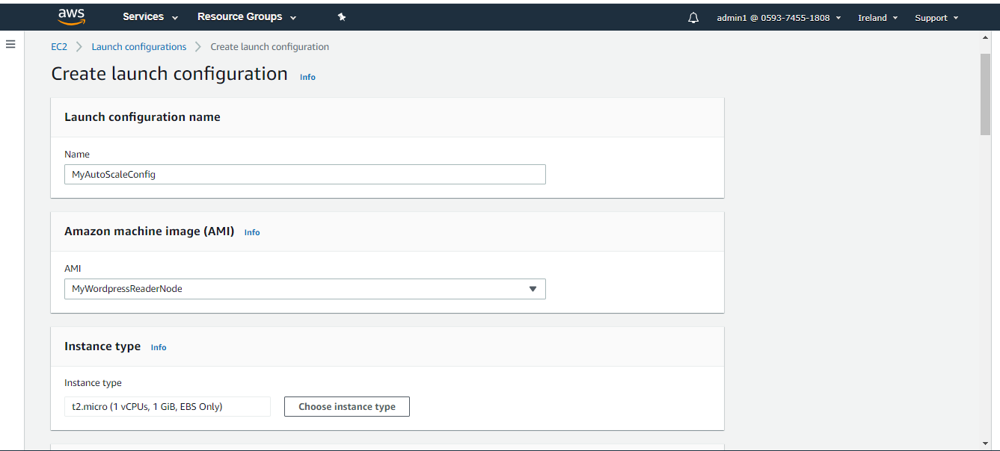 aws Services Resource Groups admin1 @ 0593-7455-1808 Ireland Support
EC2 Launch configurations Create launch configuration
Create launch configuration Info
Launch configuration name
Name
MyAutoScaleConfig
Amazon machine image (AMI) Info
AMI
MyWordpressReaderNode
Instance type Info
Instance type
t2.micro (1 vCPUs, 1 GiB, EBS Only) Choose instance type